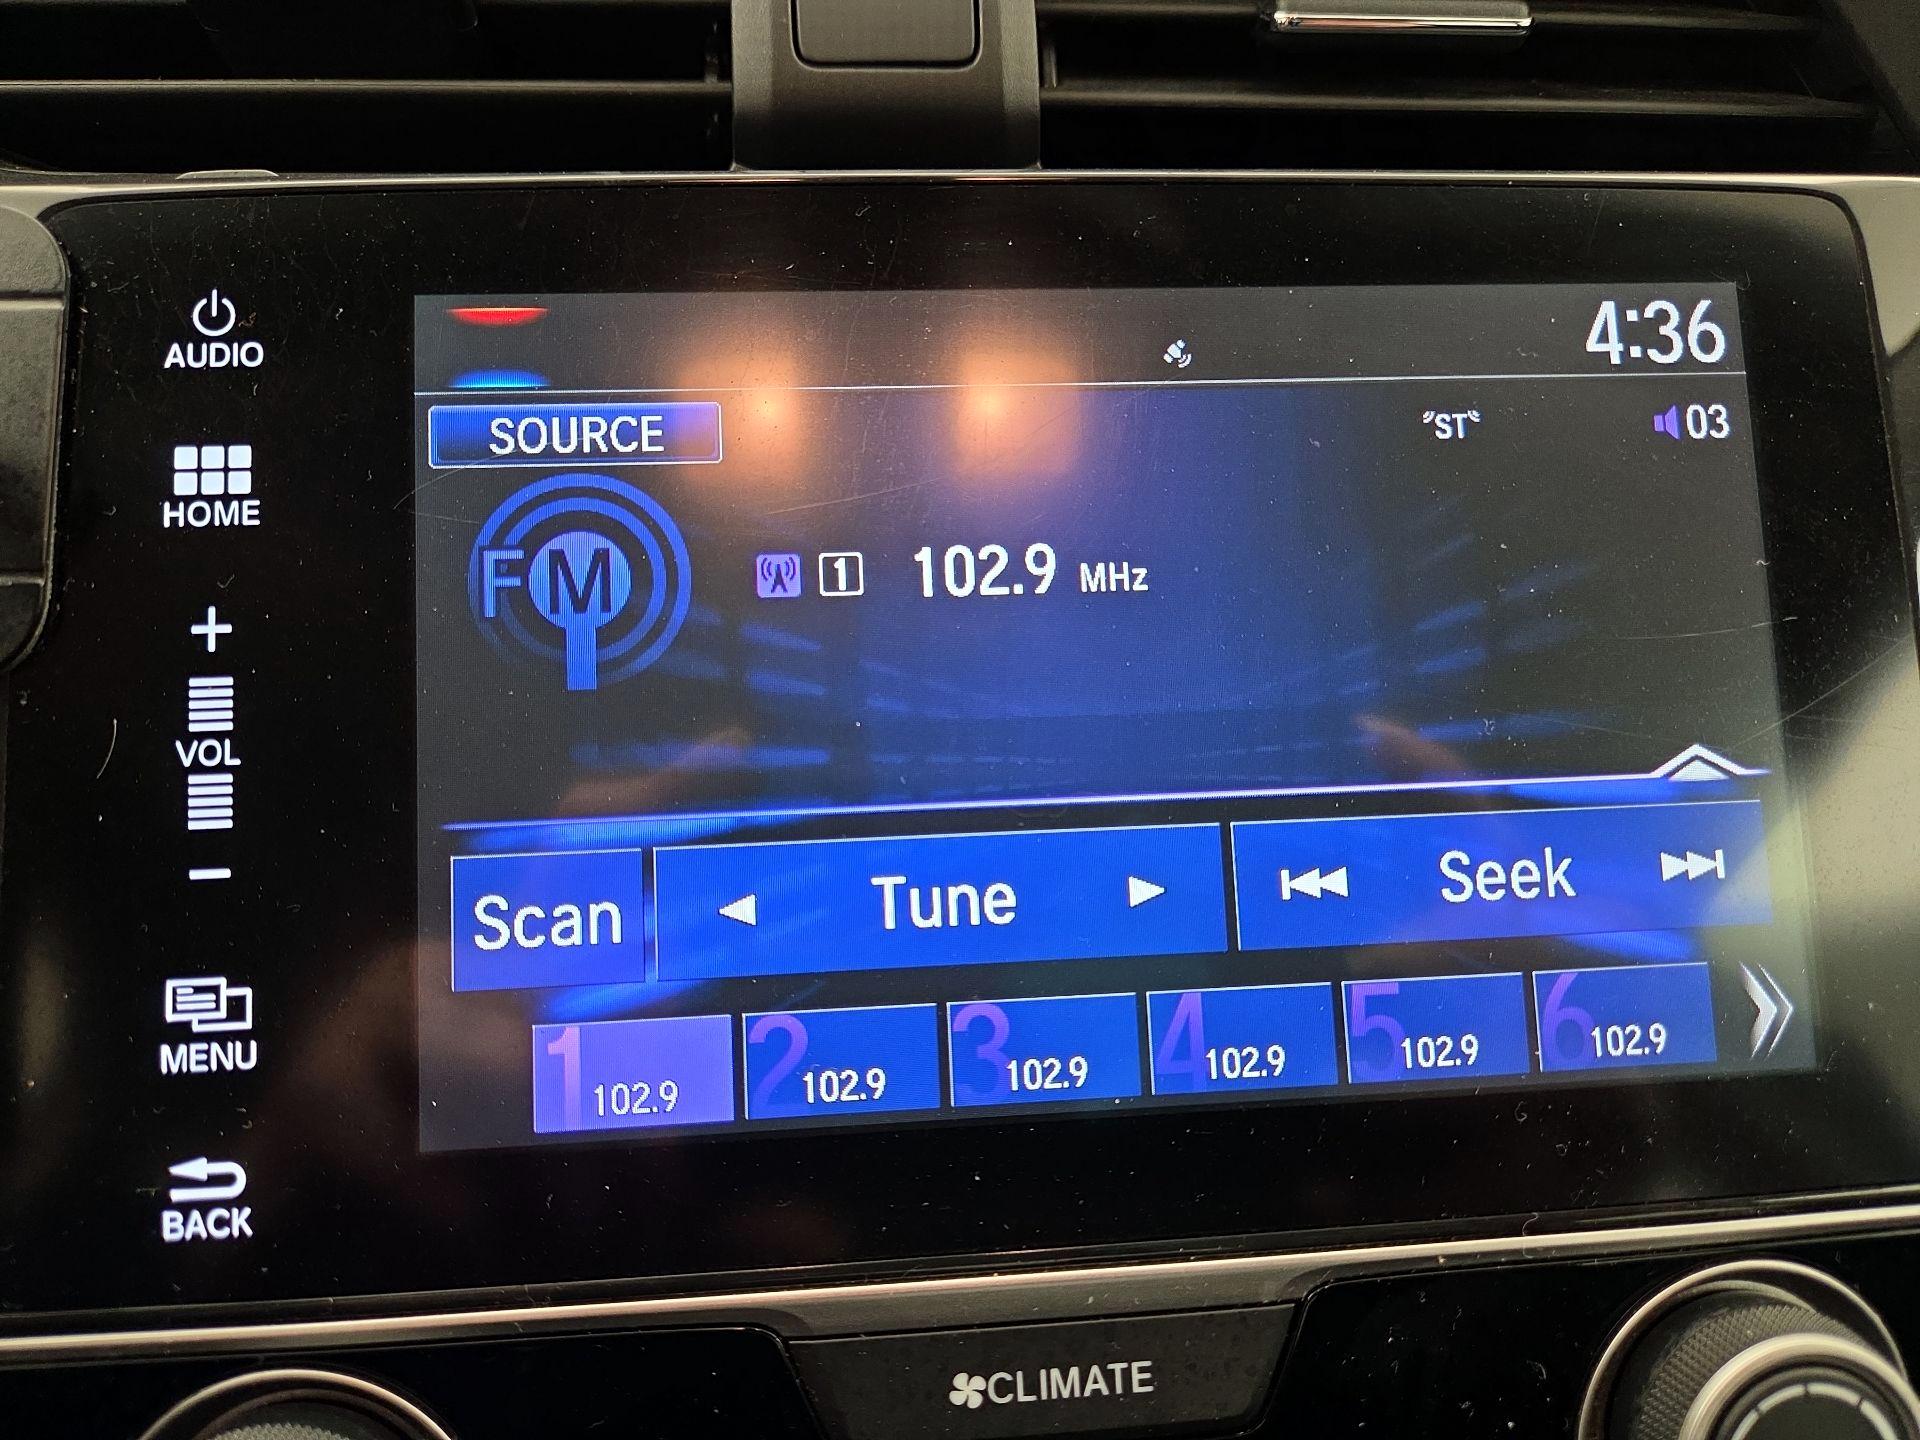 AUDIO
HOME
VOL
MENU
BACK
4:36
SOURCE
ST
03
FM
1 102.9 MHz
Scan
Tune
Seek
1 102.9
2 102.9
3 102.9
4 102.9
5 102.9
6 102.9
CLIMATE